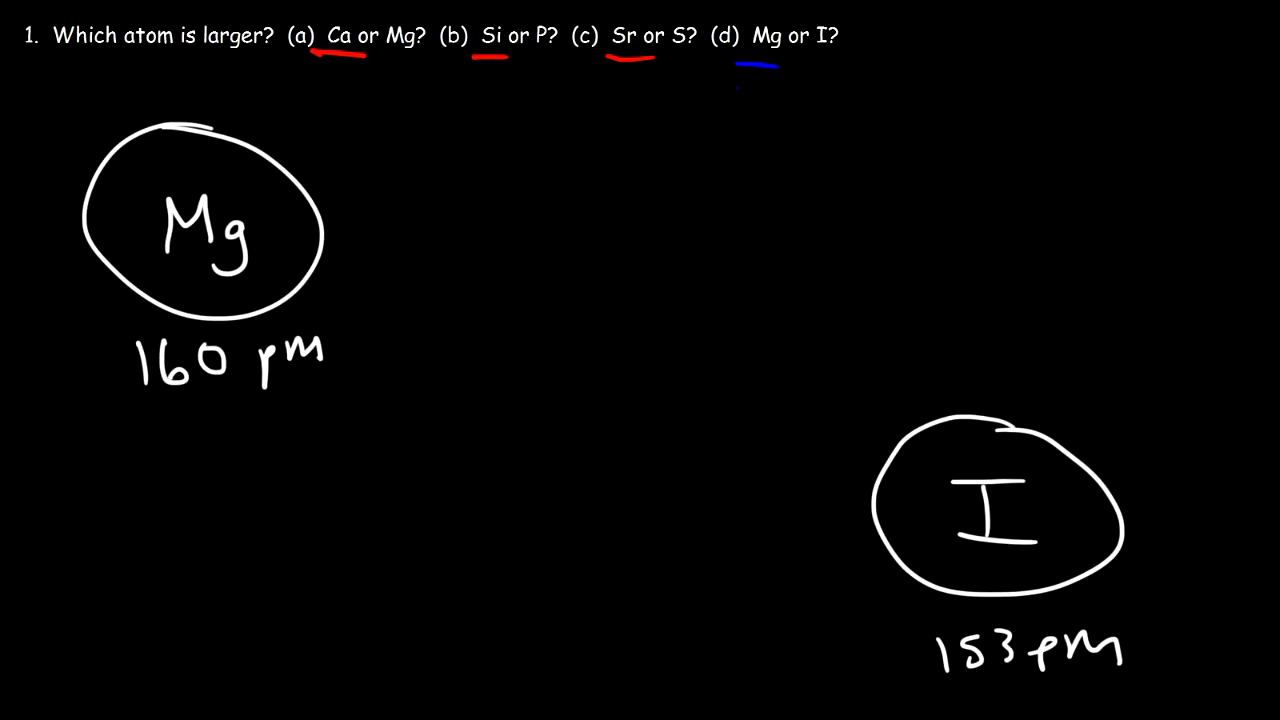 1. Which atom is larger? (a) Ca or Mg? (b) Si or P? (c) Sr or S? (d) Mg or I?
Mg
160 pm
I
153 pm